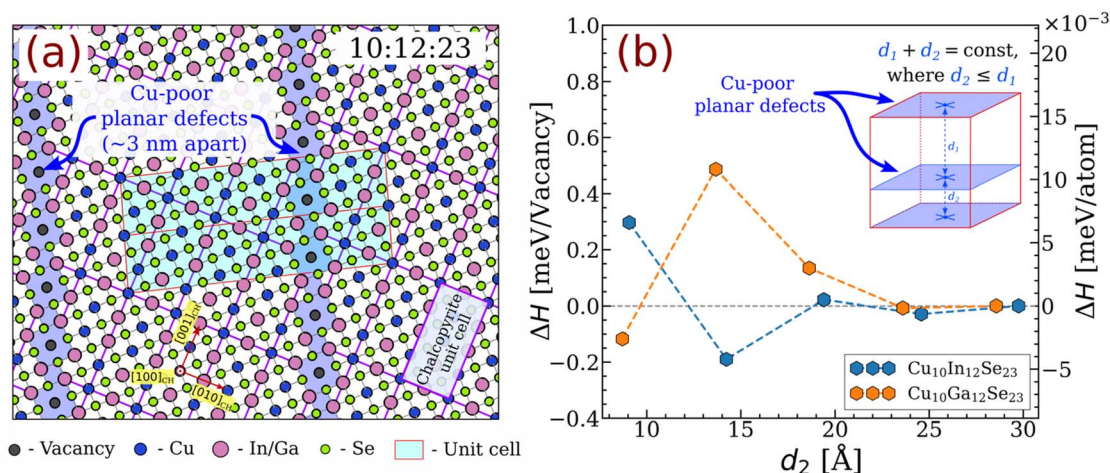 (a)
10:12:23
Cu-poor
planar defects
(~3 nm apart)
[001]CH
[100]CH
[010]CH
Chalcopyrite
unit cell
- Vacancy
- Cu
- In/Ga
- Se
- Unit cell
(b)
ΔH [meV/Vacancy]
1.0
0.8
0.6
0.4
0.2
0.0
−0.2
−0.4
5
10
15
20
25
30
d₂ [Å]
d₁ + d₂ = const,
where d₂ ≤ d₁
Cu-poor
planar defects
d₁
d₂
Cu₁₀In₁₂Se₂₃
Cu₁₀Ga₁₂Se₂₃
×10⁻³
20
15
10
5
0
−5
ΔH [meV/atom]